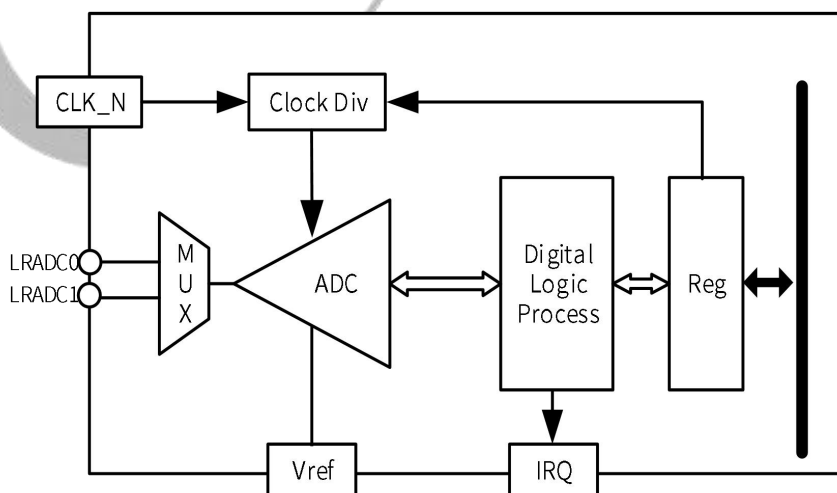 CLK_N
Clock Div
LRADC0
LRADC1
M
U
X
ADC
Digital
Logic
Process
Reg
Vref
IRQ